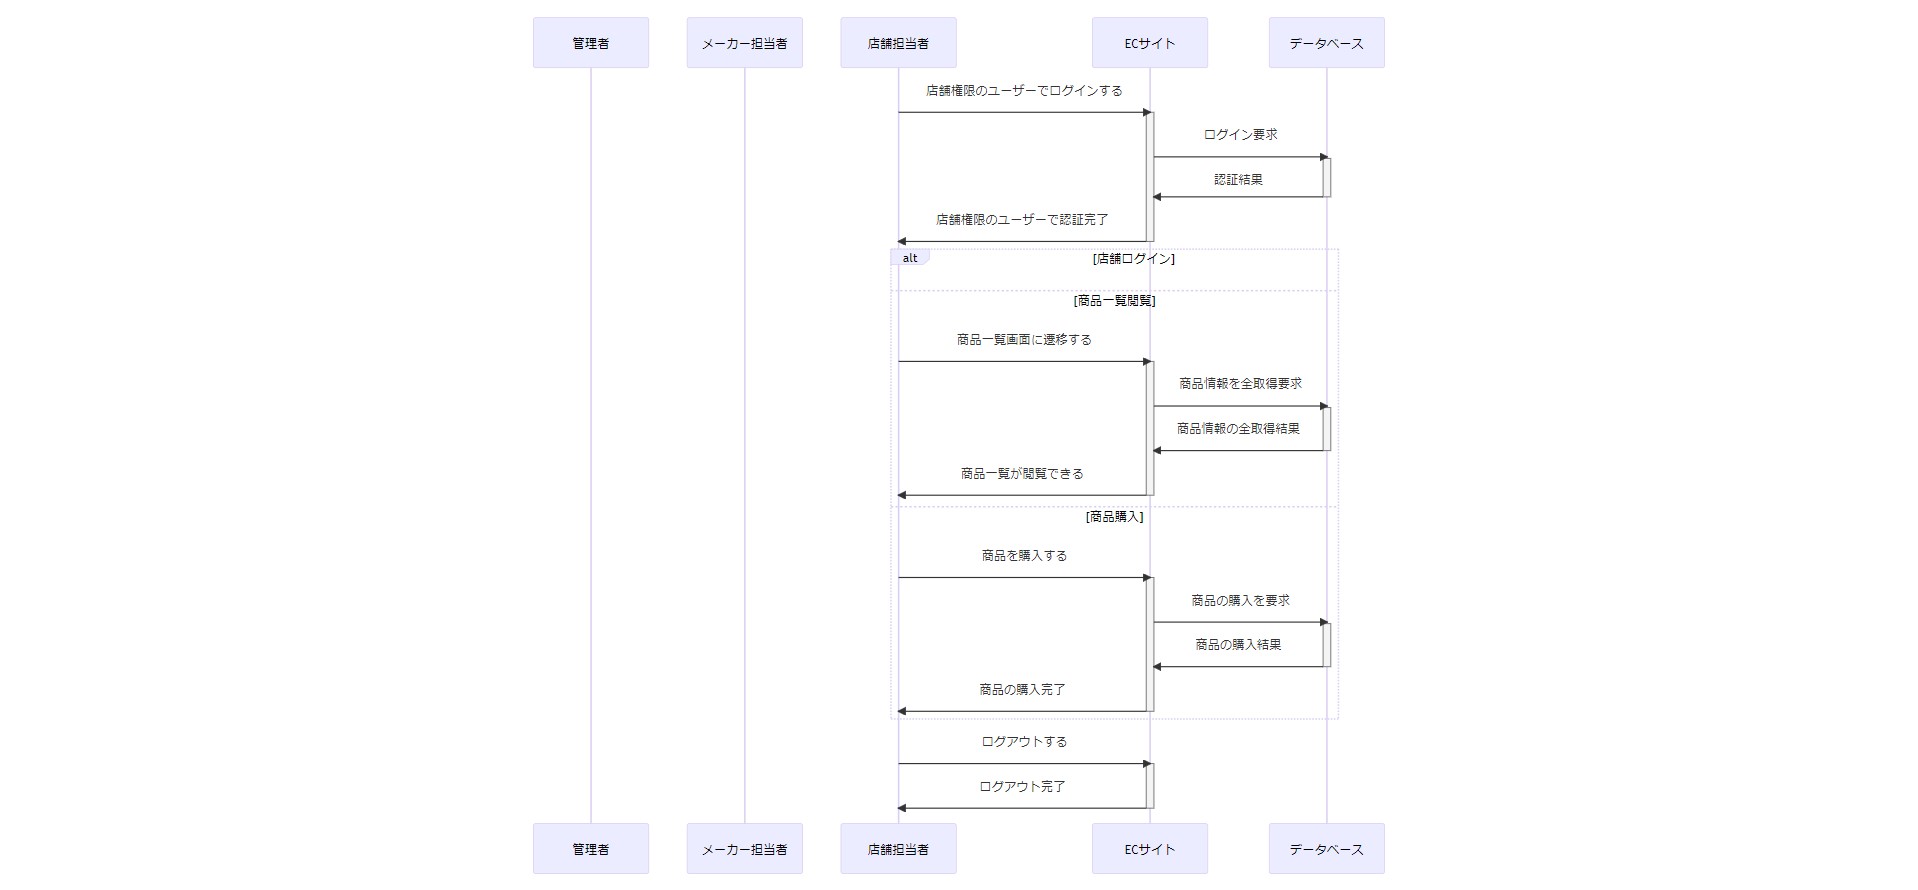 管理者
メーカー担当者
店舗担当者
ECサイト
データベース
店舗権限のユーザーでログインする
ログイン要求
認証結果
店舗権限のユーザーで認証完了
alt
[店舗ログイン]
[商品一覧閲覧]
商品一覧画面に遷移する
商品情報を全取得要求
商品情報の全取得結果
商品一覧が閲覧できる
[商品購入]
商品を購入する
商品の購入を要求
商品の購入結果
商品の購入完了
ログアウトする
ログアウト完了
管理者
メーカー担当者
店舗担当者
ECサイト
データベース